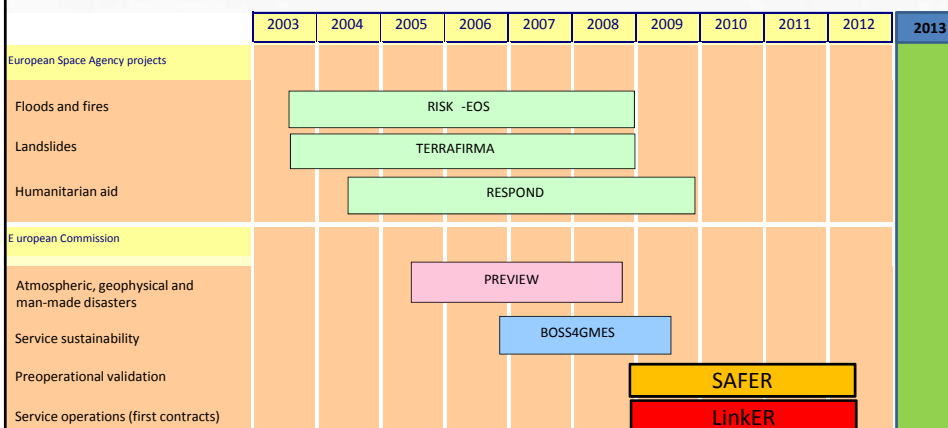 2003 2004 2005 2006 2007 2008 2009 2010 2011 2012 2013
European Space Agency projects
Floods and fires RISK -EOS
Landslides TERRAFIRMA
Humanitarian aid RESPOND
E uropean Commission
Atmospheric, geophysical and
man-made disasters PREVIEW
Service sustainability BOSS4GMES
Preoperational validation SAFER
Service operations (first contracts) LinkER